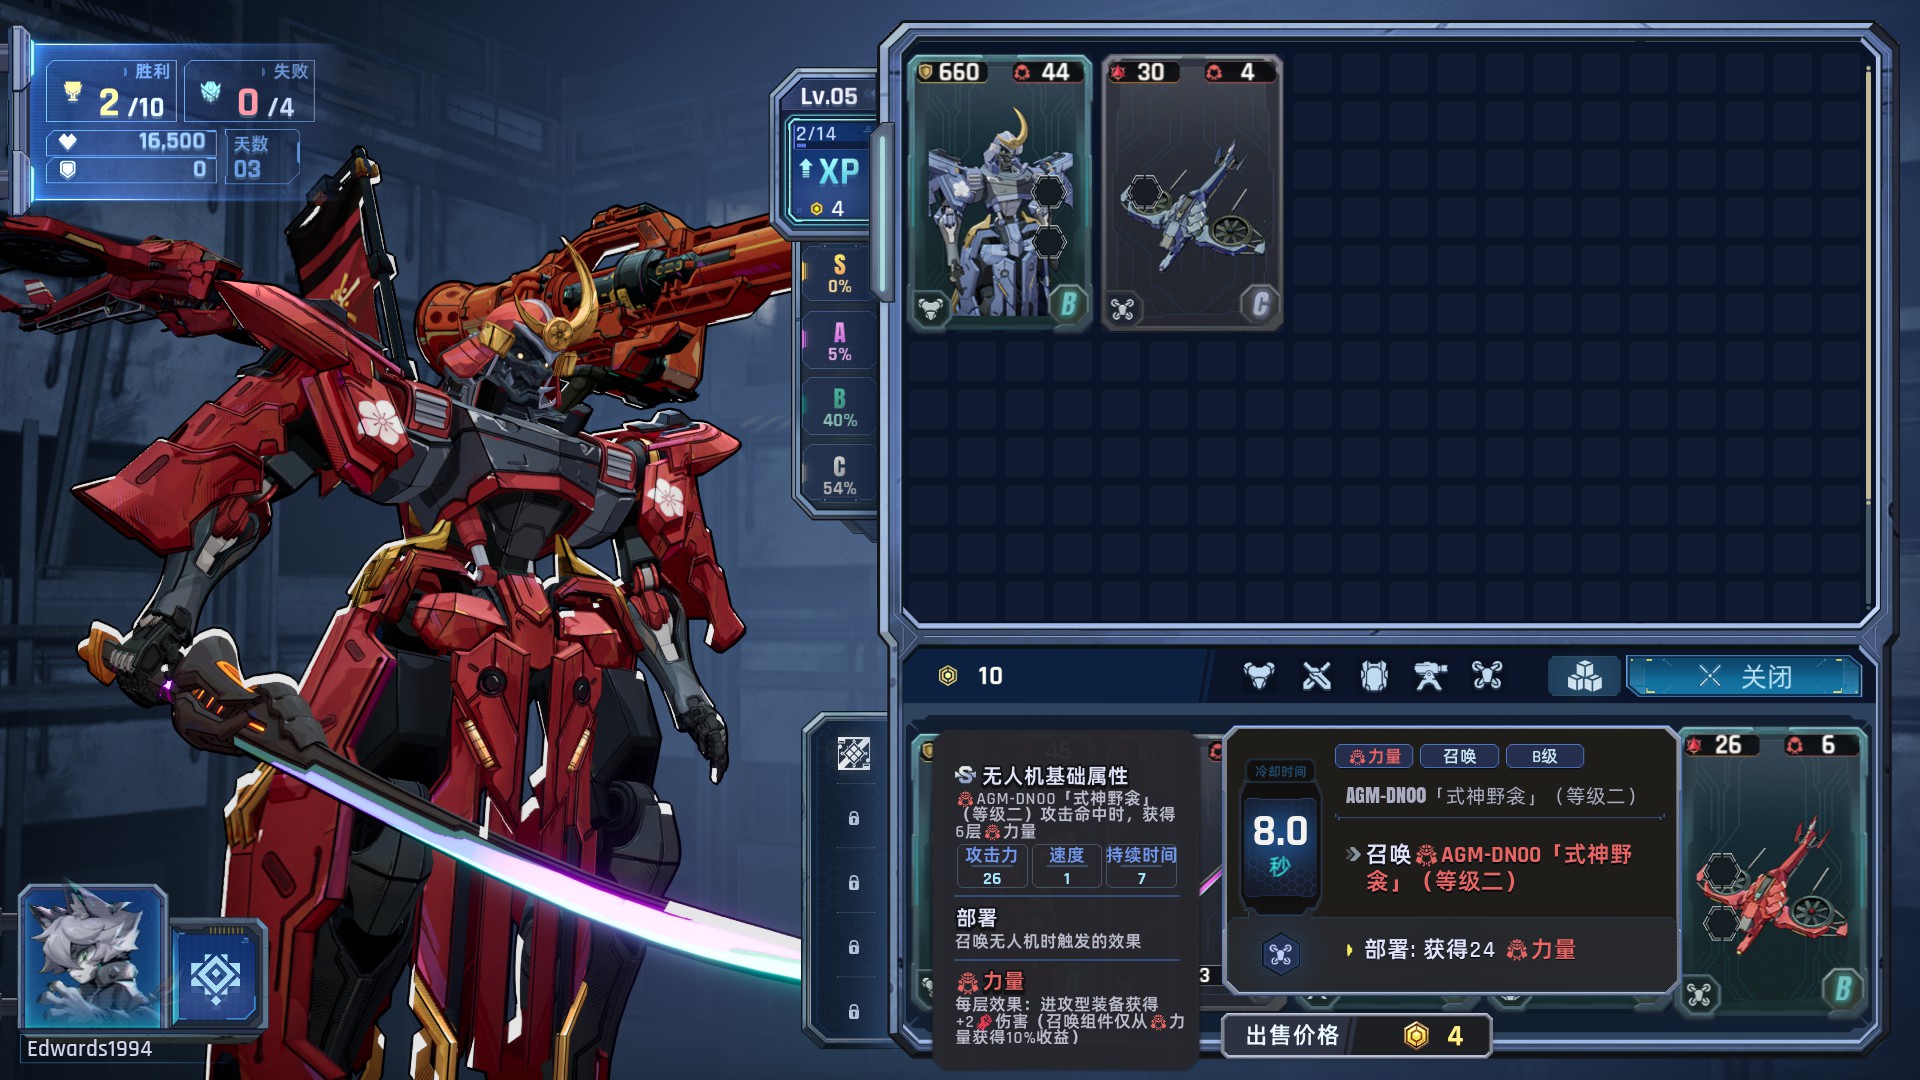 胜利
2 /10
失败
0 /4
16,500
0
天数
03
Lv.05
2/14
XP
4
S
0%
A
5%
B
40%
C
54%
660
44
B
30
4
C
10
关闭
无人机基础属性
AGM-DN00「式神野衾」
（等级二）攻击命中时，获得
6层力量
攻击力
26
速度
1
持续时间
7
部署
召唤无人机时触发的效果
力量
每层效果：进攻型装备获得
+2伤害（召唤组件仅从力
量获得10%收益）
3
冷却时间
8.0
秒
力量
召唤
B级
AGM-DN00「式神野衾」（等级二）
召唤AGM-DN00「式神野
衾」（等级二）
部署: 获得24 力量
出售价格
4
26
6
B
Edwards1994